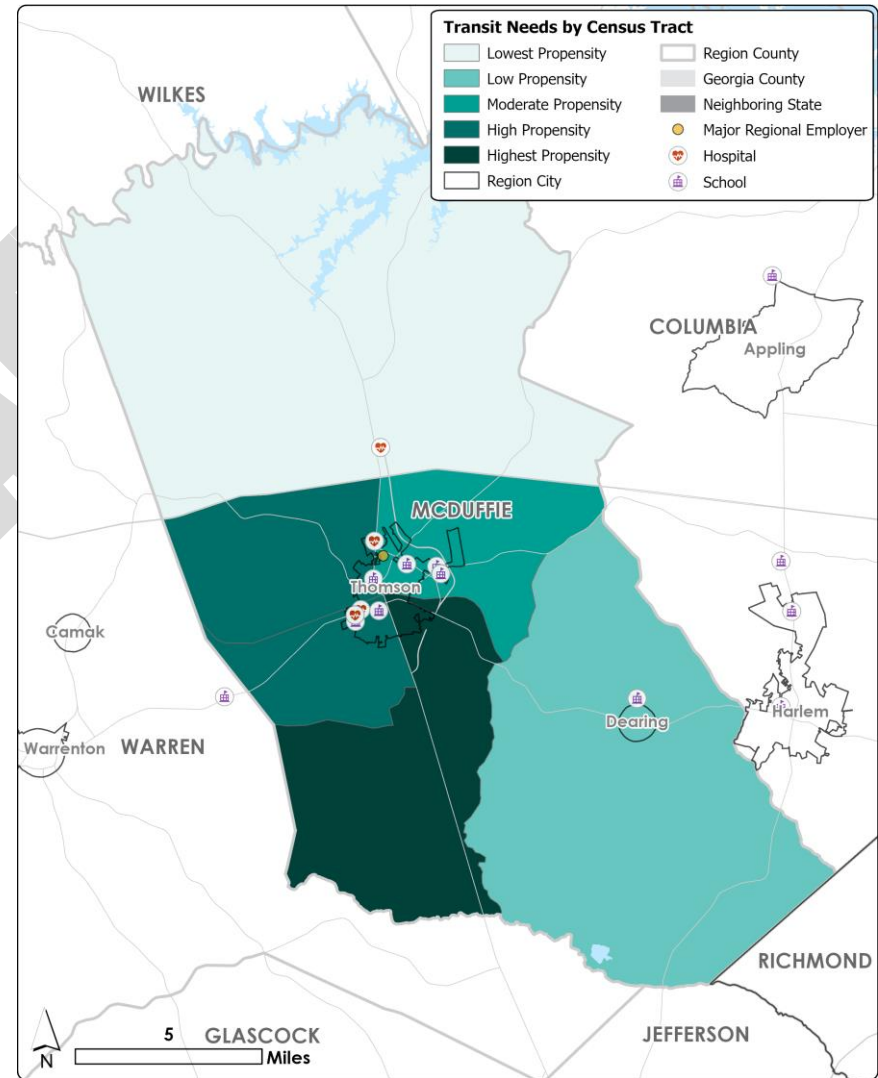 Transit Needs by Census Tract
Lowest Propensity
Low Propensity
Moderate Propensity
High Propensity
Highest Propensity
Region City
Region County
Georgia County
Neighboring State
Major Regional Employer
Hospital
School
WILKES
COLUMBIA
Appling
MCDUFFIE
Thomson
Camak
Dearing
Harlem
Warrenton
WARREN
RICHMOND
GLASCOCK
JEFFERSON
N
5
Miles